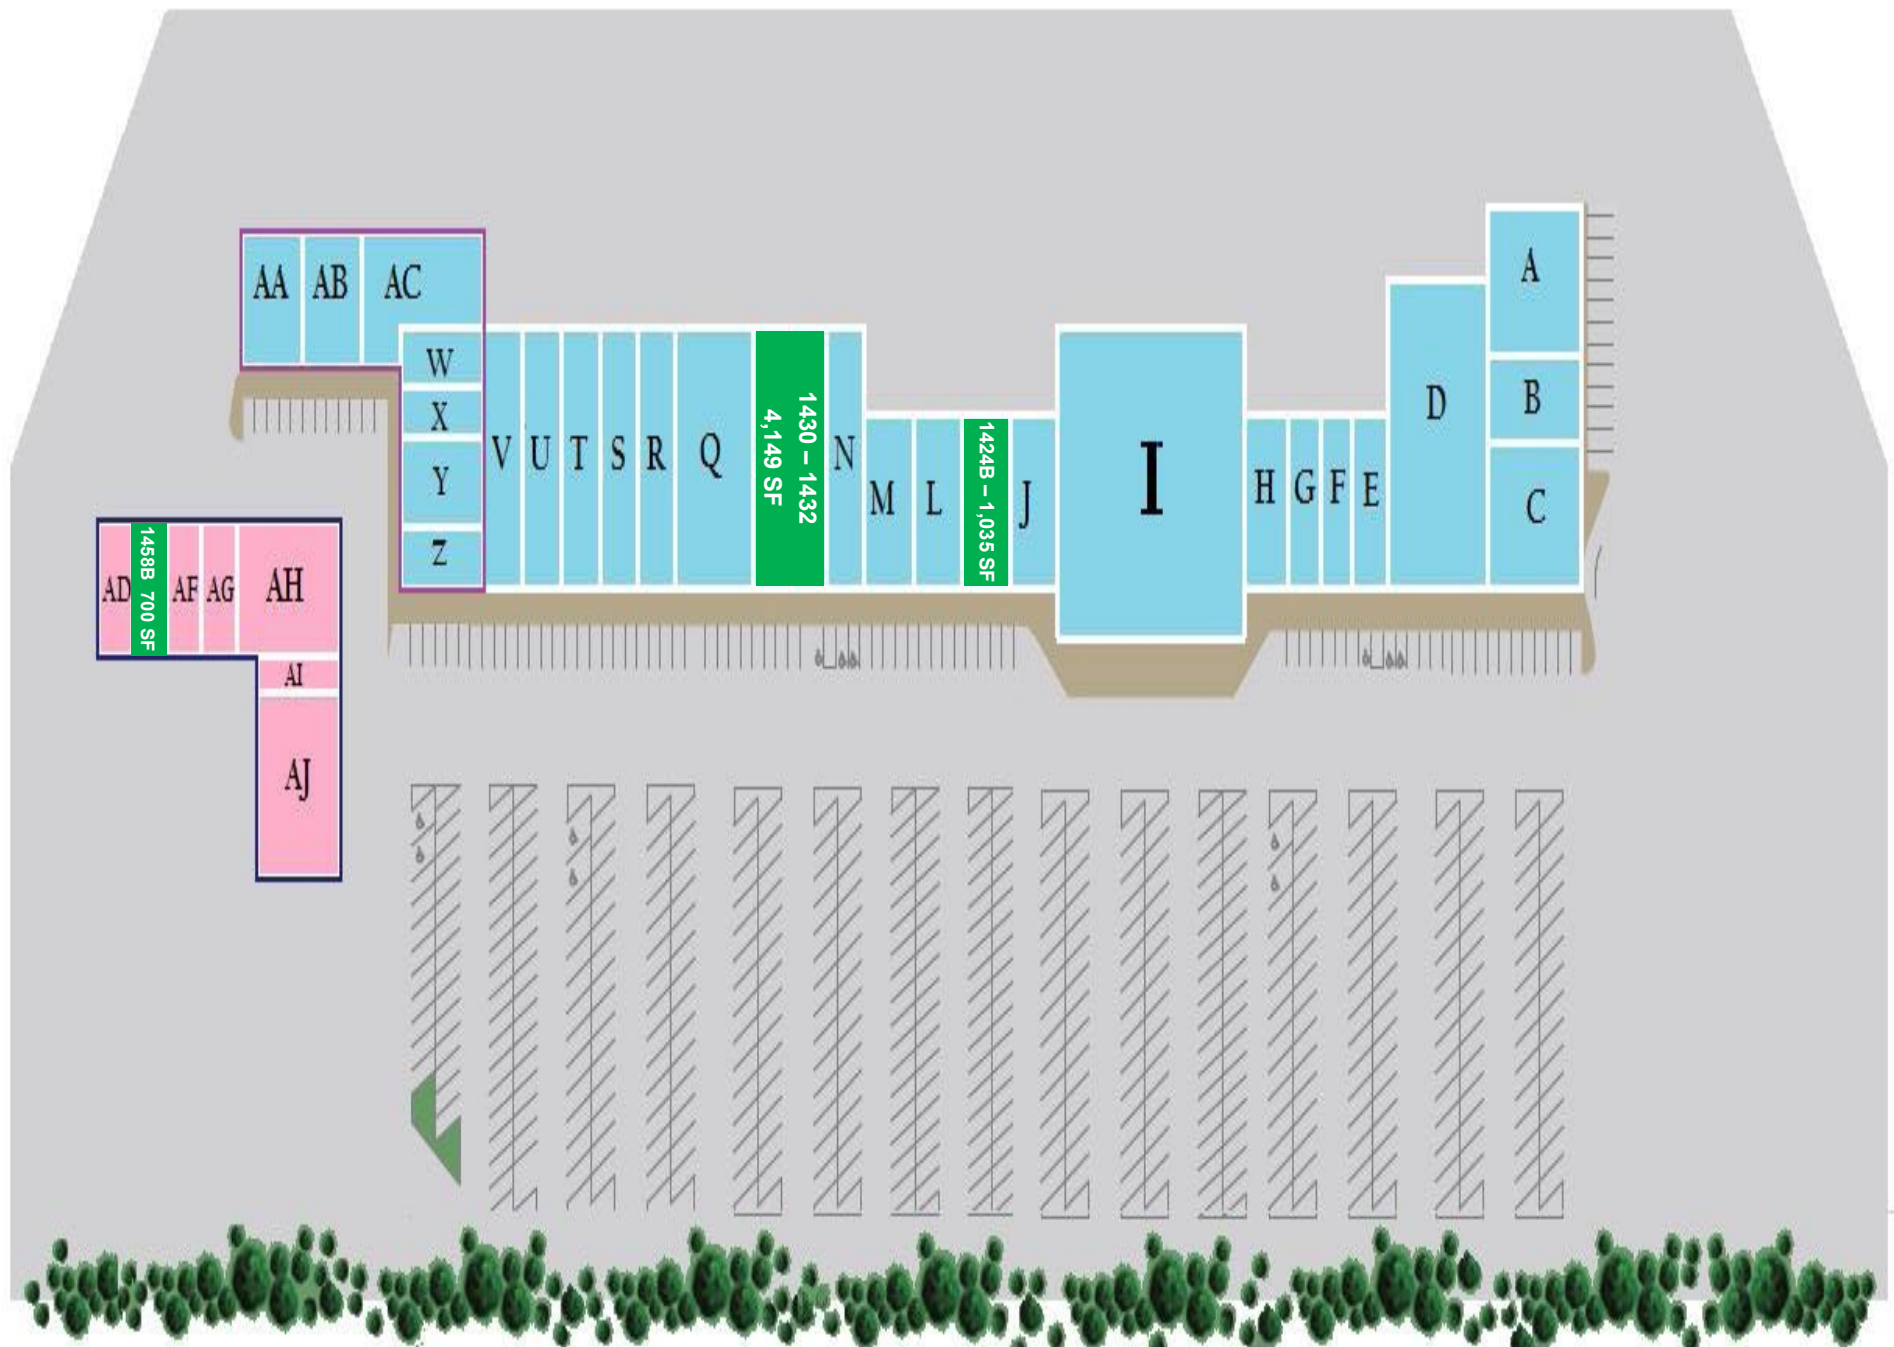 A
AA
AB
AC
W
X
Y
Z
V
U
T
S
R
Q
1430 – 1432
4,149 SF
N
M
L
1424B – 1,035 SF
J
I
H
G
F
E
D
B
C
AD
1458B 700 SF
AF
AG
AH
AI
AJ